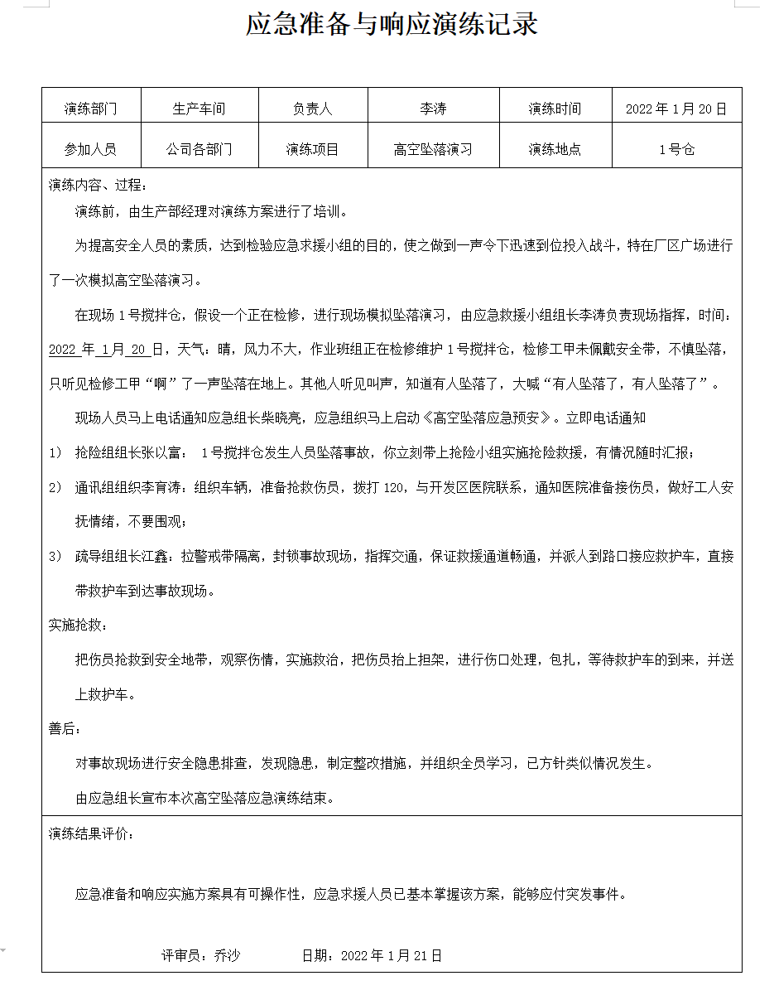 应急准备与响应演练记录
演练部门 生产车间 负责人 李涛 演练时间 2022年1月20日
参加人员 公司各部门 演练项目 高空坠落演习 演练地点 1号仓
演练内容、过程：
演练前，由生产部经理对演练方案进行了培训。
为提高安全人员的素质，达到检验应急求援小组的目的，使之做到一声令下迅速到位投入战斗，特在厂区广场进行
了一次模拟高空坠落演习。
在现场1号搅拌仓，假设一个正在检修，进行现场模拟坠落演习，由应急救援小组组长李涛负责现场指挥，时间：
2022 年 1月 20 日，天气：晴，风力不大，作业班组正在检修维护1号搅拌仓，检修工甲未佩戴安全带，不慎坠落，
只听见检修工甲“啊”了一声坠落在地上。其他人听见叫声，知道有人坠落了，大喊“有人坠落了，有人坠落了”。
现场人员马上电话通知应急组长柴晓亮，应急组织马上启动《高空坠落应急预安》。立即电话通知
1） 抢险组组长张以富： 1号搅拌仓发生人员坠落事故，你立刻带上抢险小组实施抢险救援，有情况随时汇报；
2） 通讯组组织李育涛：组织车辆，准备抢救伤员，拨打120，与开发区医院联系，通知医院准备接伤员，做好工人安
抚情绪，不要围观；
3） 疏导组组长江鑫：拉警戒带隔离，封锁事故现场，指挥交通，保证救援通道畅通，并派人到路口接应救护车，直接
带救护车到达事故现场。
实施抢救：
把伤员抢救到安全地带，观察伤情，实施救治，把伤员抬上担架，进行伤口处理，包扎，等待救护车的到来，并送
上救护车。
善后：
对事故现场进行安全隐患排查，发现隐患，制定整改措施，并组织全员学习，已方针类似情况发生。
由应急组长宣布本次高空坠落应急演练结束。
演练结果评价：
应急准备和响应实施方案具有可操作性，应急求援人员已基本掌握该方案，能够应付突发事件。
评审员：乔沙 日期：2022年1月21日